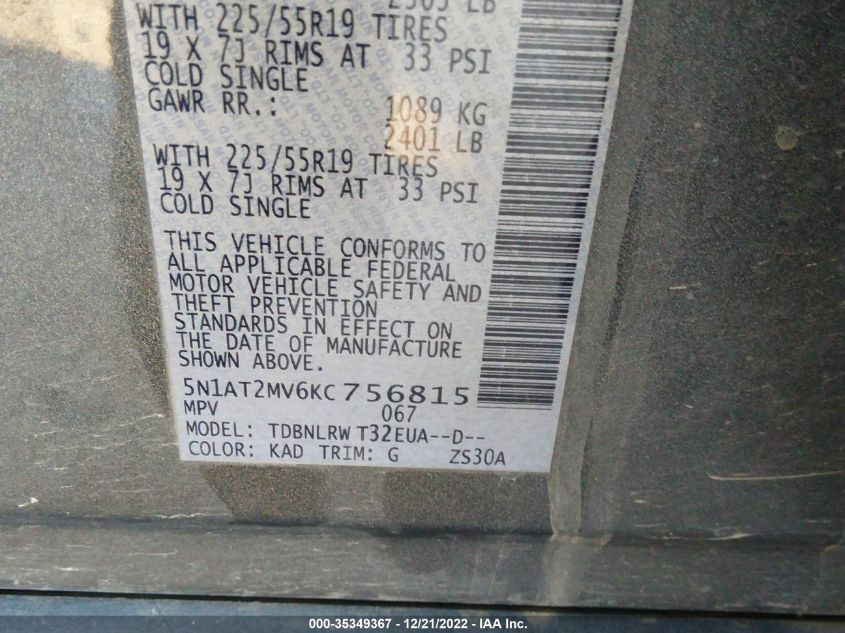 2305 LB
WITH 225/55R19 TIRES
19 X 7J RIMS AT 33 PSI
COLD SINGLE
GAWR RR.: 1089 KG
2401 LB
WITH 225/55R19 TIRES
19 X 7J RIMS AT 33 PSI
COLD SINGLE
THIS VEHICLE CONFORMS TO
ALL APPLICABLE FEDERAL
MOTOR VEHICLE SAFETY AND
THEFT PREVENTION
STANDARDS IN EFFECT ON
THE DATE OF MANUFACTURE
SHOWN ABOVE.
5N1AT2MV6KC756815
MPV 067
MODEL: TDBNLRW T32EUA--D--
COLOR: KAD TRIM: G ZS30A
000-35349367 - 12/21/2022 - IAA Inc.